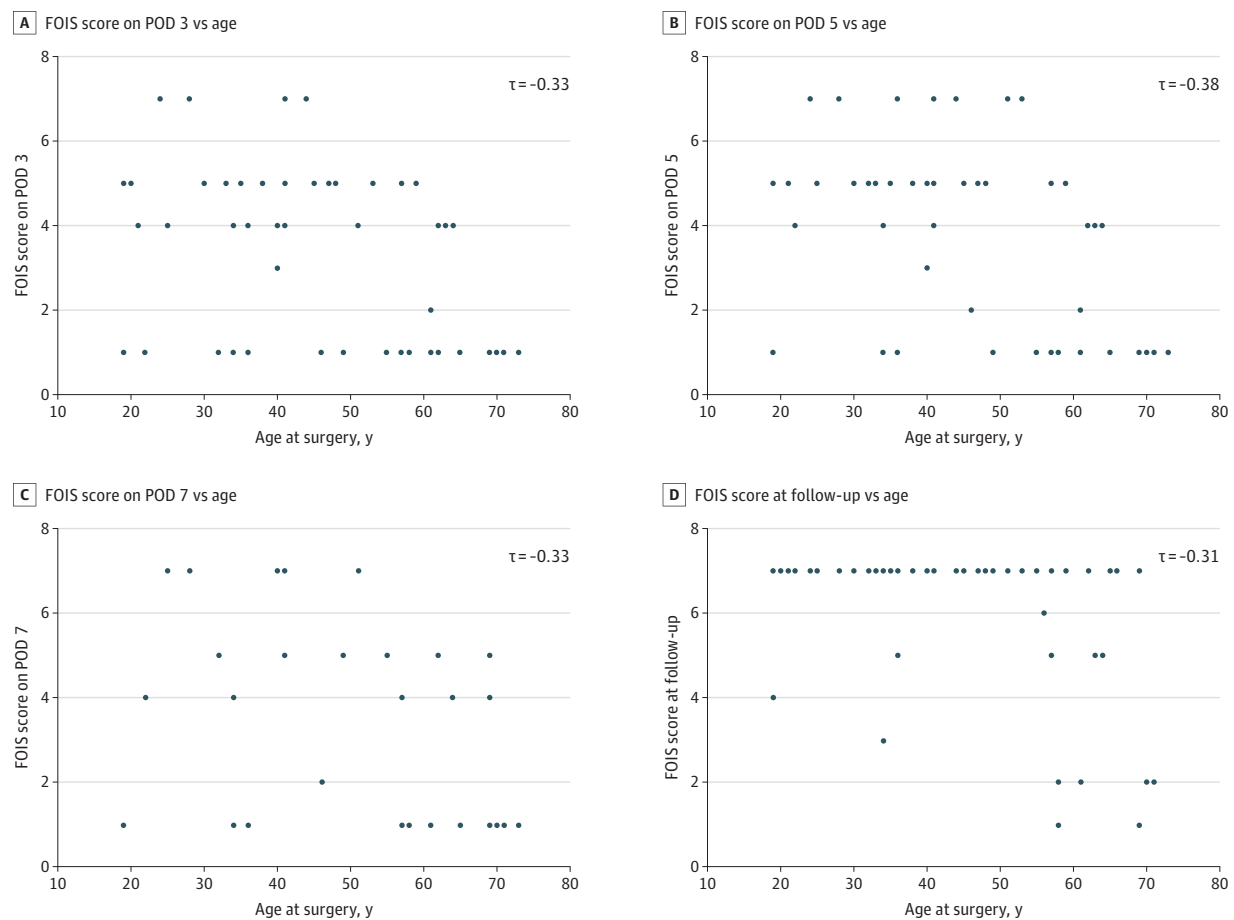 A FOIS score on POD 3 vs age
8
6
4
2
0
FOIS score on POD 3
τ = -0.33
10 20 30 40 50 60 70 80
Age at surgery, y
B FOIS score on POD 5 vs age
8
6
4
2
0
FOIS score on POD 5
τ = -0.38
10 20 30 40 50 60 70 80
Age at surgery, y
C FOIS score on POD 7 vs age
8
6
4
2
0
FOIS score on POD 7
τ = -0.33
10 20 30 40 50 60 70 80
Age at surgery, y
D FOIS score at follow-up vs age
8
6
4
2
0
FOIS score at follow-up
τ = -0.31
10 20 30 40 50 60 70 80
Age at surgery, y